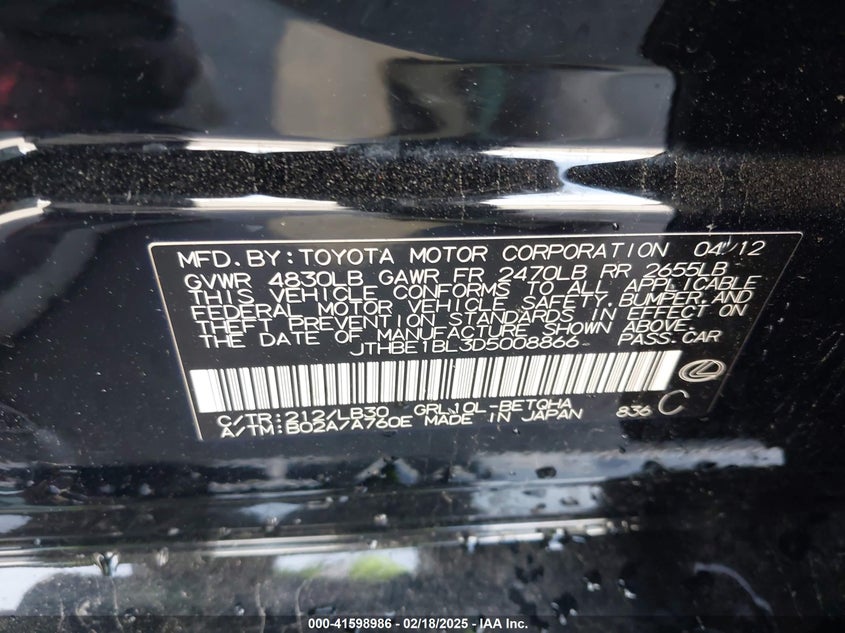 MFD. BY: TOYOTA MOTOR CORPORATION 04/12
GVWR 4830LB GAWR FR 2470LB RR 2655LB
THIS VEHICLE CONFORMS TO ALL APPLICABLE
FEDERAL MOTOR VEHICLE SAFETY, BUMPER, AND
THEFT PREVENTION STANDARDS IN EFFECT ON
THE DATE OF MANUFACTURE SHOWN ABOVE.
JTHBE1BL3D5008866 PASS. CAR
C/TR: 212/LB30 GRL10L-BETQHA 836 C
A/TM: B02A/A760E MADE IN JAPAN
000-41598986 - 02/18/2025 - IAA Inc.